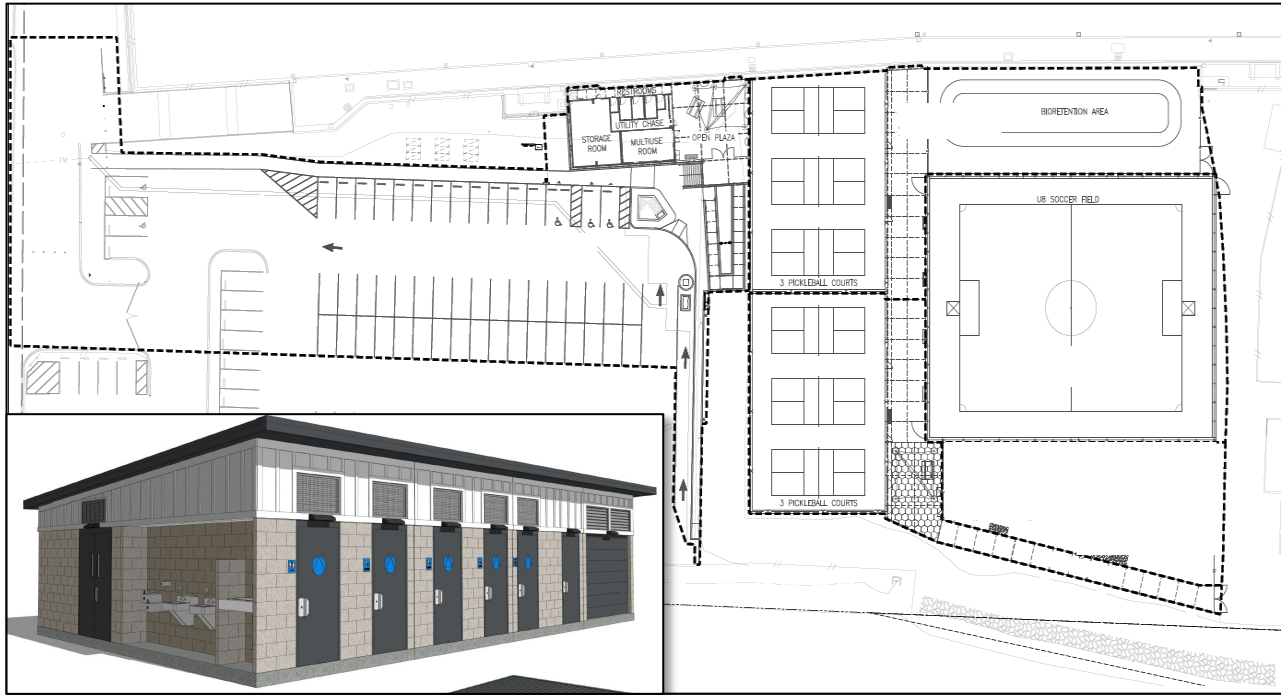 RESTROOMS
UTILITY CHASE
STORAGE
ROOM
MULTIUSE
ROOM
OPEN PLAZA
BIORETENTION AREA
U8 SOCCER FIELD
3 PICKLEBALL COURTS
3 PICKLEBALL COURTS